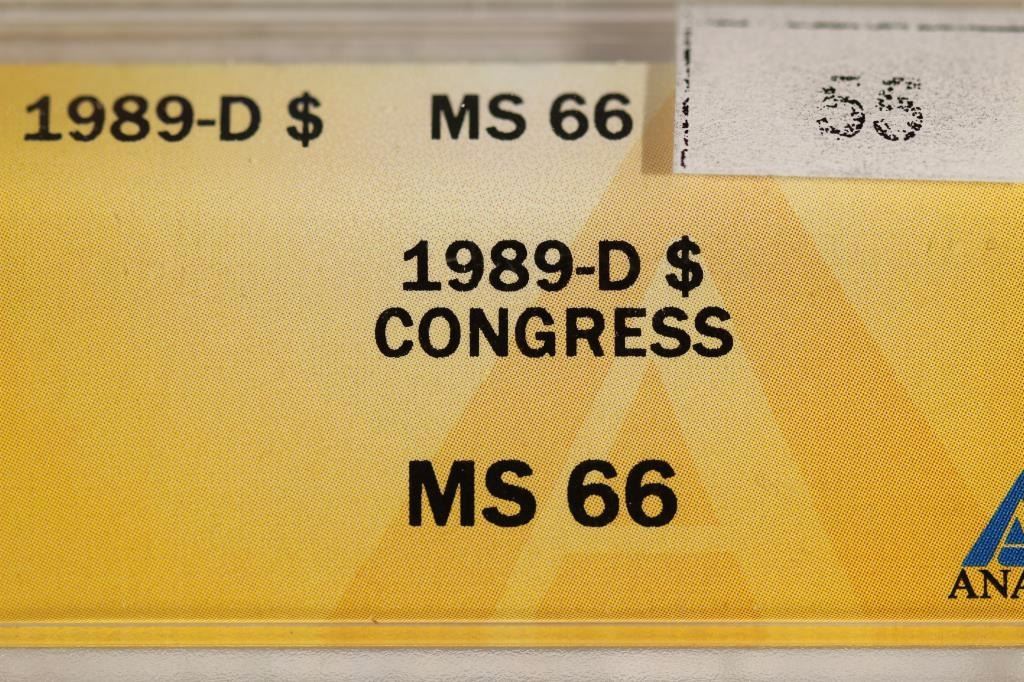 1989-D $ MS 66
55
1989-D $
CONGRESS
MS 66
ANA